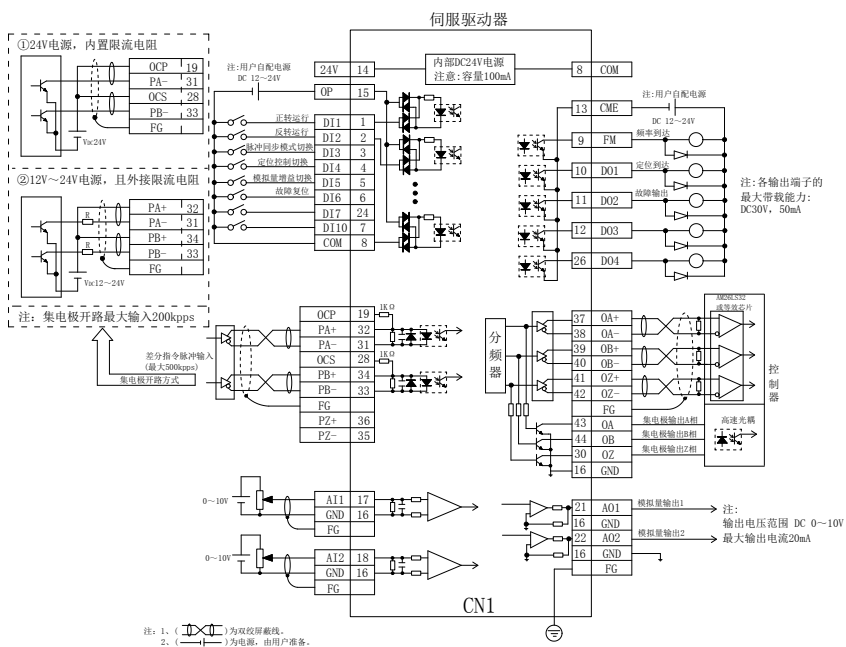 伺服驱动器
①24V电源，内置限流电阻
OCP 19
PA- 31
OCS 28
PB- 33
FG
VDC24V
②12V～24V电源，且外接限流电阻
R
R
PA+ 32
PA- 31
PB+ 34
PB- 33
FG
VDC12~24V
注：集电极开路最大输入200kpps
差分指令脉冲输入
(最大500kpps)
集电极开路方式
注:用户自配电源
DC 12~24V
24V 14
OP 15
正转运行 DI1 1
反转运行 DI2 2
脉冲同步模式切换 DI3 3
定位控制切换 DI4 4
模拟量增益切换 DI5 5
故障复位 DI6 6
DI7 24
DI10 7
COM 8
内部DC24V电源
注意:容量100mA
8 COM
注:用户自配电源
13 CME
DC 12~24V
9 FM 频率到达
10 DO1 定位到达
11 DO2 故障输出
12 DO3
26 DO4
注:各输出端子的
最大带载能力:
DC30V, 50mA
OCP 19 1KΩ
PA+ 32
PA- 31
OCS 28 1KΩ
PB+ 34
PB- 33
FG
PZ+ 36
PZ- 35
分频器
37 OA+
38 OA-
39 OB+
40 OB-
41 OZ+
42 OZ-
FG
43 OA 集电极输出A相
44 OB 集电极输出B相
30 OZ 集电极输出Z相
16 GND
AM26LS32
或等效芯片
控制器
高速光耦
0～10V
AI1 17
GND 16
FG
0～10V
AI2 18
GND 16
FG
21 AO1 模拟量输出1
16 GND
22 AO2 模拟量输出2
16 GND
FG
注:
输出电压范围 DC 0～10V
最大输出电流20mA
CN1
注: 1、( )为双绞屏蔽线。
2、( )为电源，由用户准备。